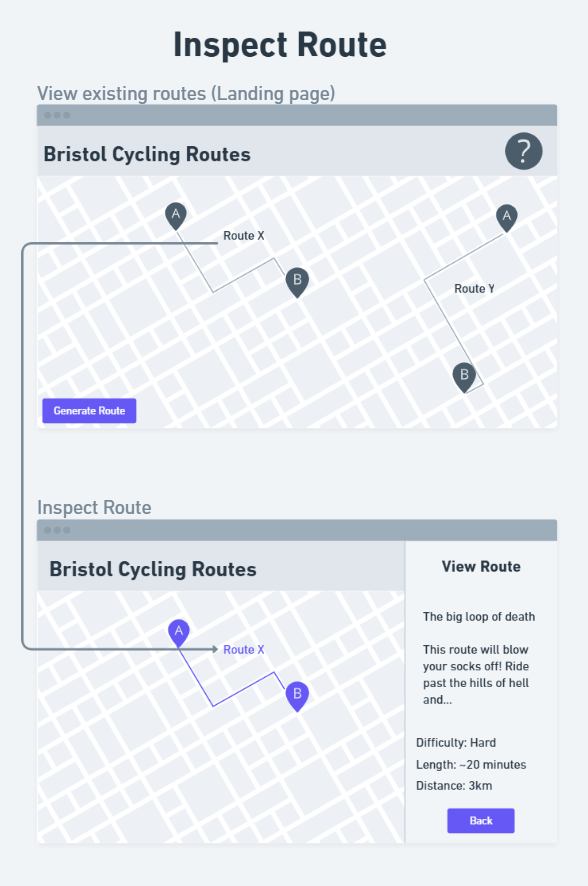 Inspect Route
View existing routes (Landing page)
Bristol Cycling Routes
?
A
Route X
B
A
Route Y
B
Generate Route
Inspect Route
Bristol Cycling Routes
A
Route X
B
View Route
The big loop of death
This route will blow
your socks off! Ride
past the hills of hell
and...
Difficulty: Hard
Length: ~20 minutes
Distance: 3km
Back